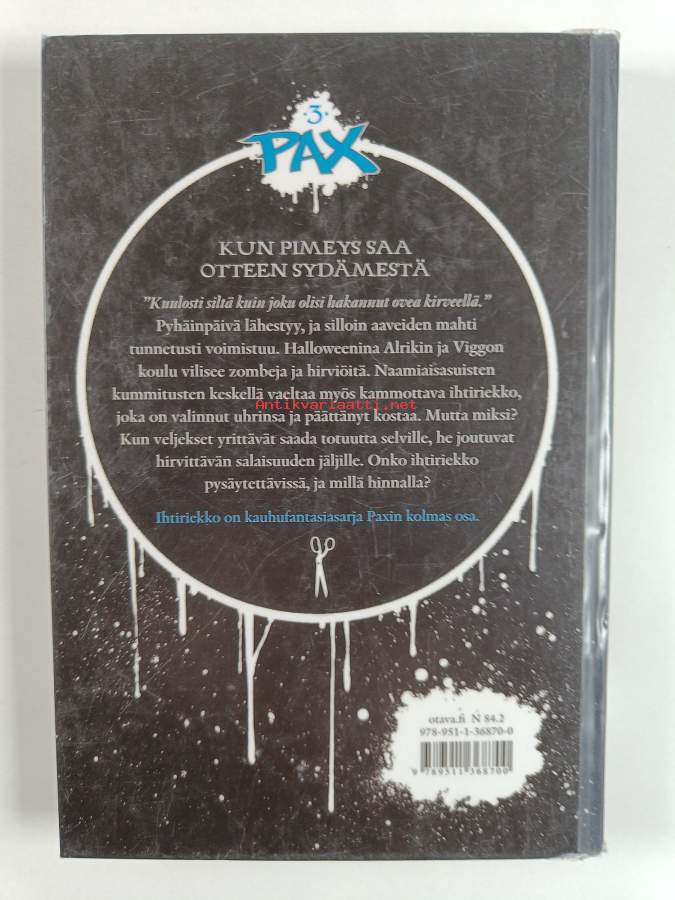 ·3·
PAX
KUN PIMEYS SAA
OTTEEN SYDÄMESTÄ
"Kuulosti siltä kuin joku olisi hakannut ovea kirveellä."
Pyhäinpäivä lähestyy, ja silloin aaveiden mahti
tunnetusti voimistuu. Halloweenina Alrikin ja Viggon
koulu vilisee zombeja ja hirviöitä. Naamiaisasuisten
kummitusten keskellä vaeltaa myös kammottava ihtiriekko,
Antikvariaatti.net
joka on valinnut uhrinsa ja päättänyt kostaa. Mutta miksi?
Kun veljekset yrittävät saada totuutta selville, he joutuvat
hirvittävän salaisuuden jäljille. Onko ihtiriekko
pysäytettävissä, ja millä hinnalla?
Ihtiriekko on kauhufantasiasarja Paxin kolmas osa.
otava.fi N 84.2
978-951-1-36870-0
9 789511 368700